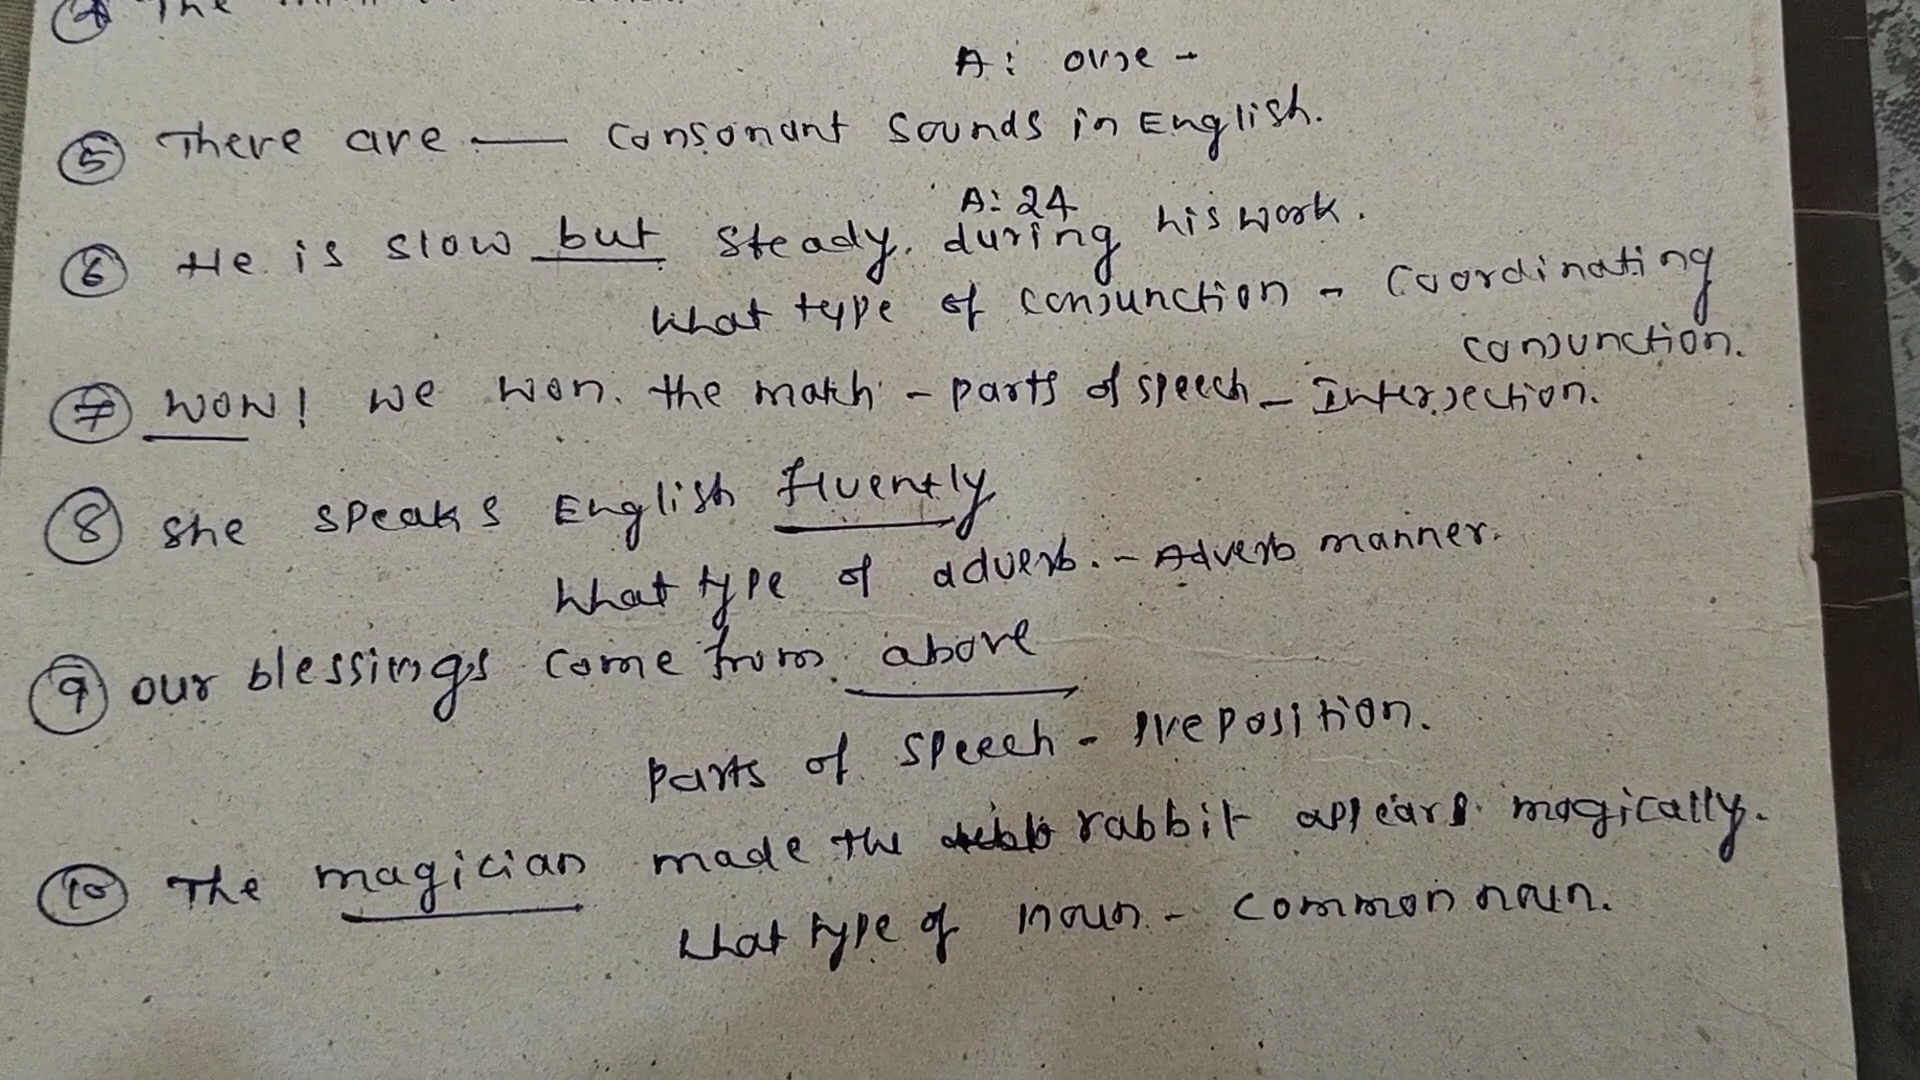 ④ The
A: ouse -
⑤ There are —— consonant sounds in English.
A: 24
⑥ He is slow but steady. during his work.
What type of conjunction - Coordinating
conjunction.
⑦ WOW! We won. the match - parts of speech - Interjection.
⑧ She speaks English fluently
What type of adverb. - Adverb manner.
⑨ our blessings come from above
parts of speech - preposition.
⑩ The magician made the rabbit appears magically.
What type of noun - common noun.